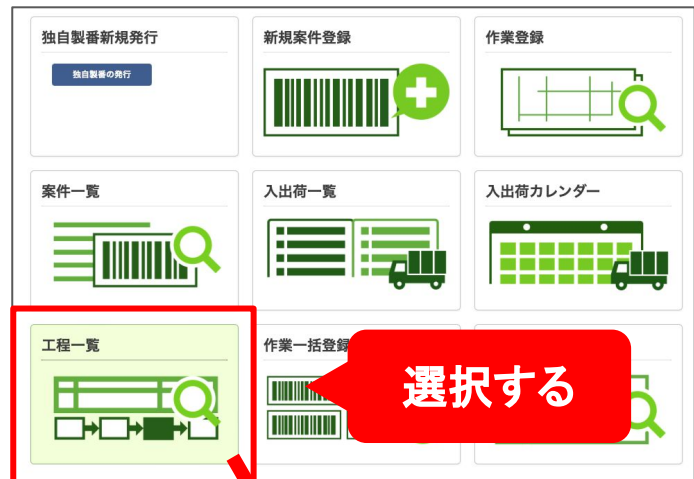 独自製番新規発行
新規案件登録
作業登録
独自製番の発行
案件一覧
入出荷一覧
入出荷カレンダー
工程一覧
作業一括登録
選択する